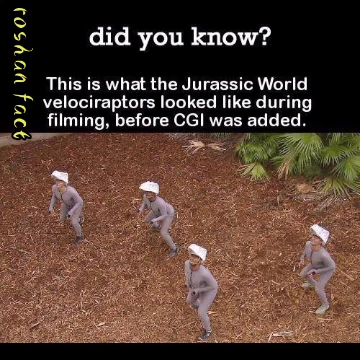 did you know?
This is what the Jurassic World
velociraptors looked like during
filming, before CGI was added.
roshan fact